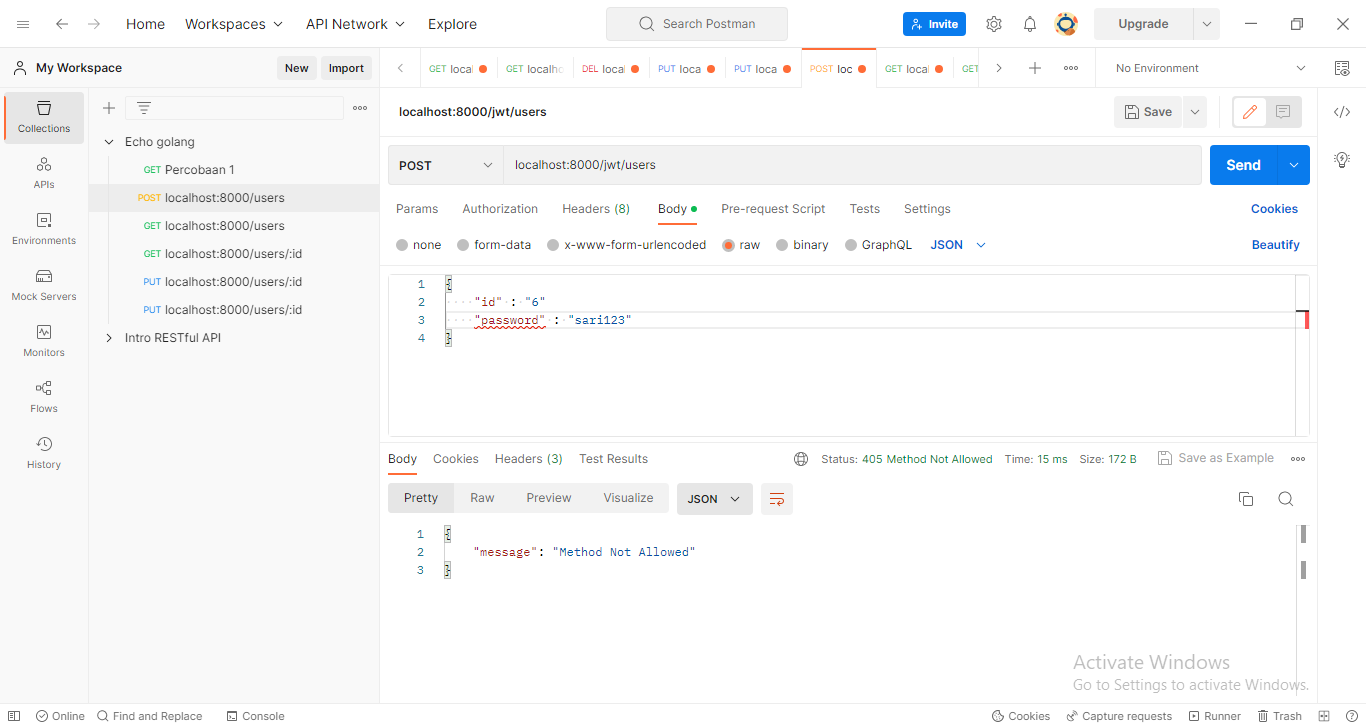 Home Workspaces API Network Explore Search Postman Invite Upgrade
My Workspace New Import
GET local GET localho DEL local PUT loca PUT loca POST loc GET local GET No Environment
Collections
APIs
Environments
Mock Servers
Monitors
Flows
History
Echo golang
GET Percobaan 1
POST localhost:8000/users
GET localhost:8000/users
GET localhost:8000/users/:id
PUT localhost:8000/users/:id
PUT localhost:8000/users/:id
Intro RESTful API
localhost:8000/jwt/users Save
POST localhost:8000/jwt/users Send
Params Authorization Headers (8) Body Pre-request Script Tests Settings Cookies
none form-data x-www-form-urlencoded raw binary GraphQL JSON Beautify
1 {
2 "id" : "6"
3 "password" : "sari123"
4 }
Body Cookies Headers (3) Test Results Status: 405 Method Not Allowed Time: 15 ms Size: 172 B Save as Example
Pretty Raw Preview Visualize JSON
1 {
2 "message": "Method Not Allowed"
3 }
Activate Windows
Go to Settings to activate Windows.
Online Find and Replace Console Cookies Capture requests Runner Trash